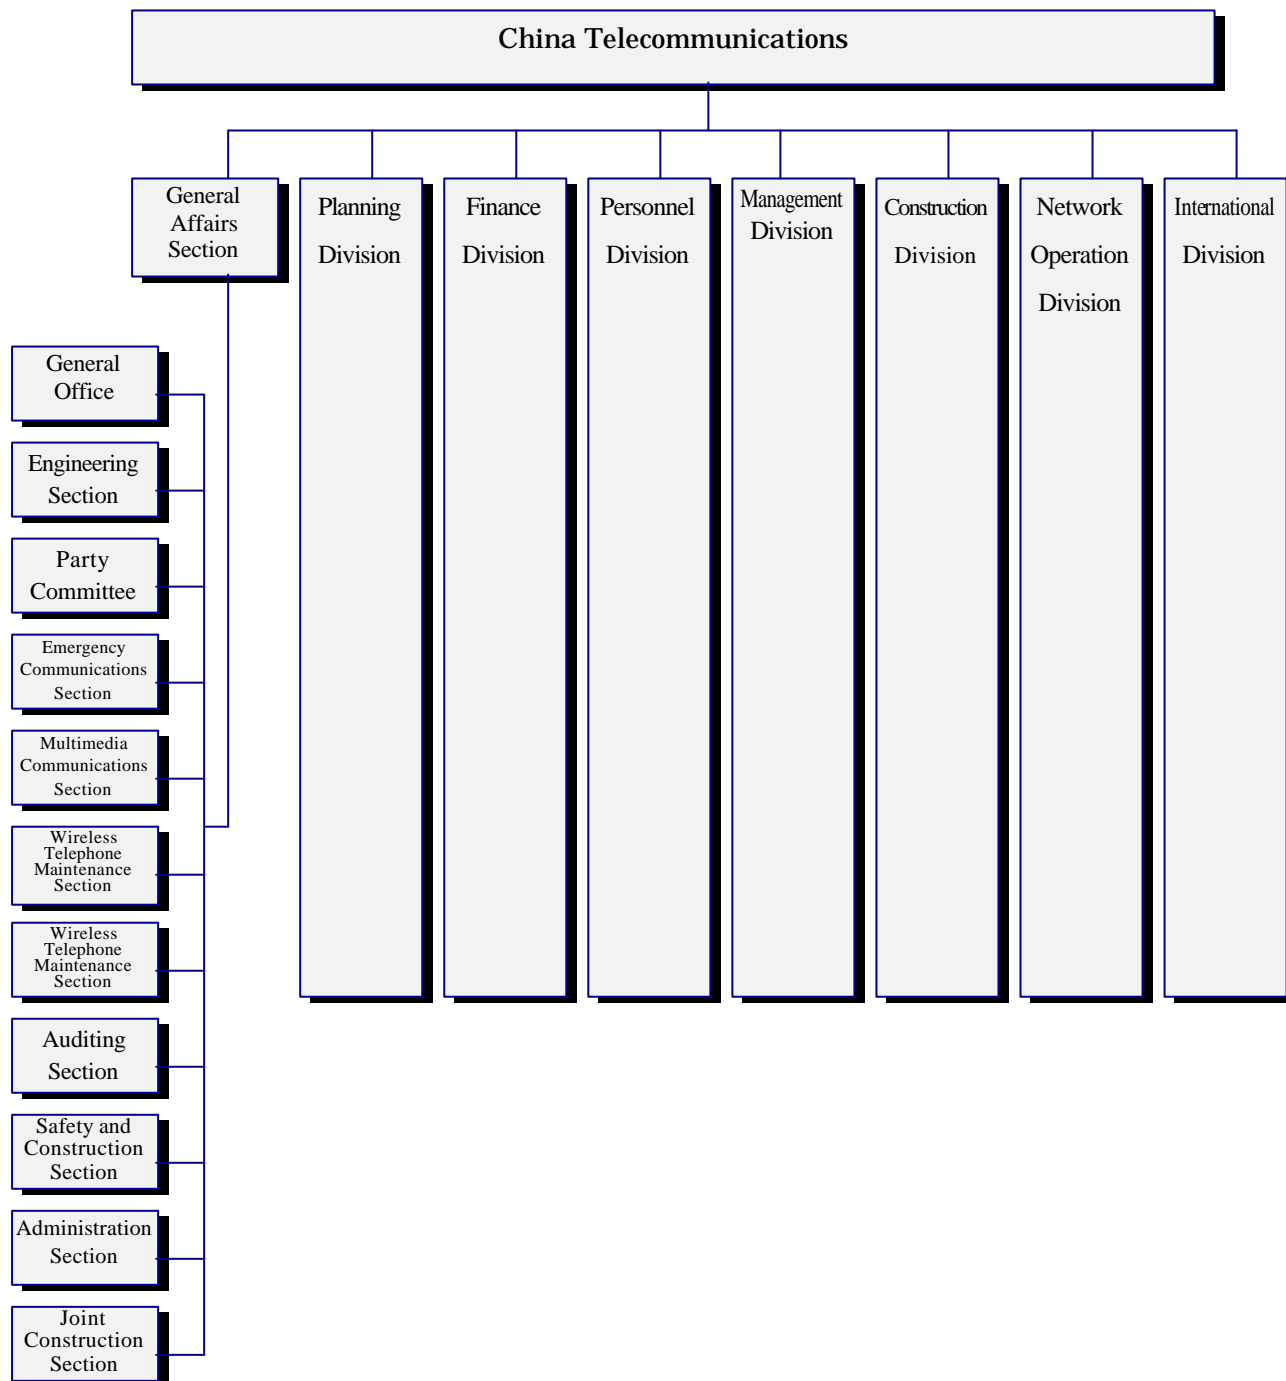 China Telecommunications
General
Affairs
Section
Planning
Division
Finance
Division
Personnel
Division
Management
Division
Construction
Division
Network
Operation
Division
International
Division
General
Office
Engineering
Section
Party
Committee
Emergency
Communications
Section
Multimedia
Communications
Section
Wireless
Telephone
Maintenance
Section
Wireless
Telephone
Maintenance
Section
Auditing
Section
Safety and
Construction
Section
Administration
Section
Joint
Construction
Section